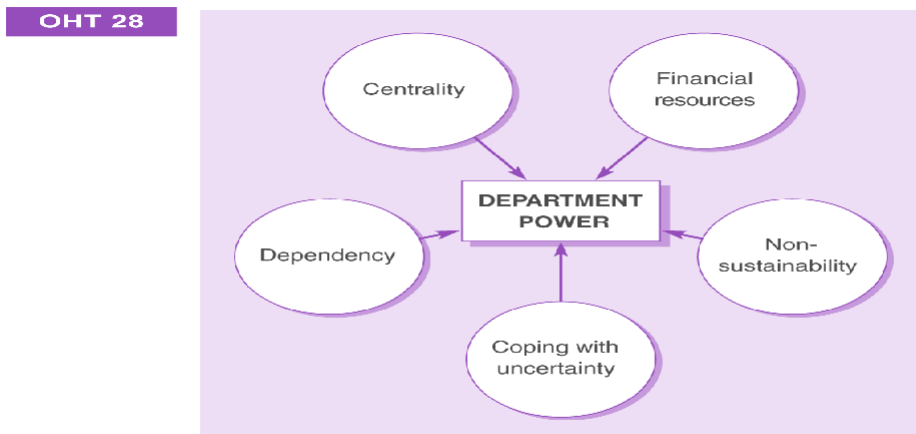 OHT 28
Centrality
Financial
resources
DEPARTMENT
POWER
Dependency
Non-
sustainability
Coping with
uncertainty